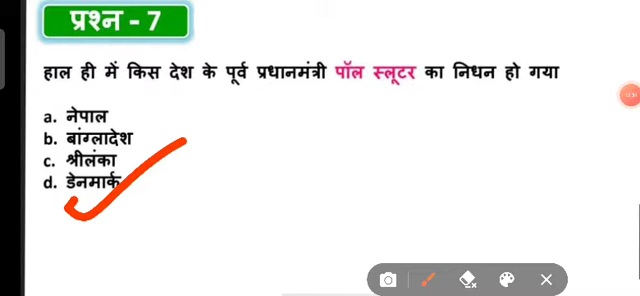 प्रश्न - 7
हाल ही में किस देश के पूर्व प्रधानमंत्री पॉल स्लूटर का निधन हो गया
a. नेपाल
b. बांग्लादेश
c. श्रीलंका
d. डेनमार्क